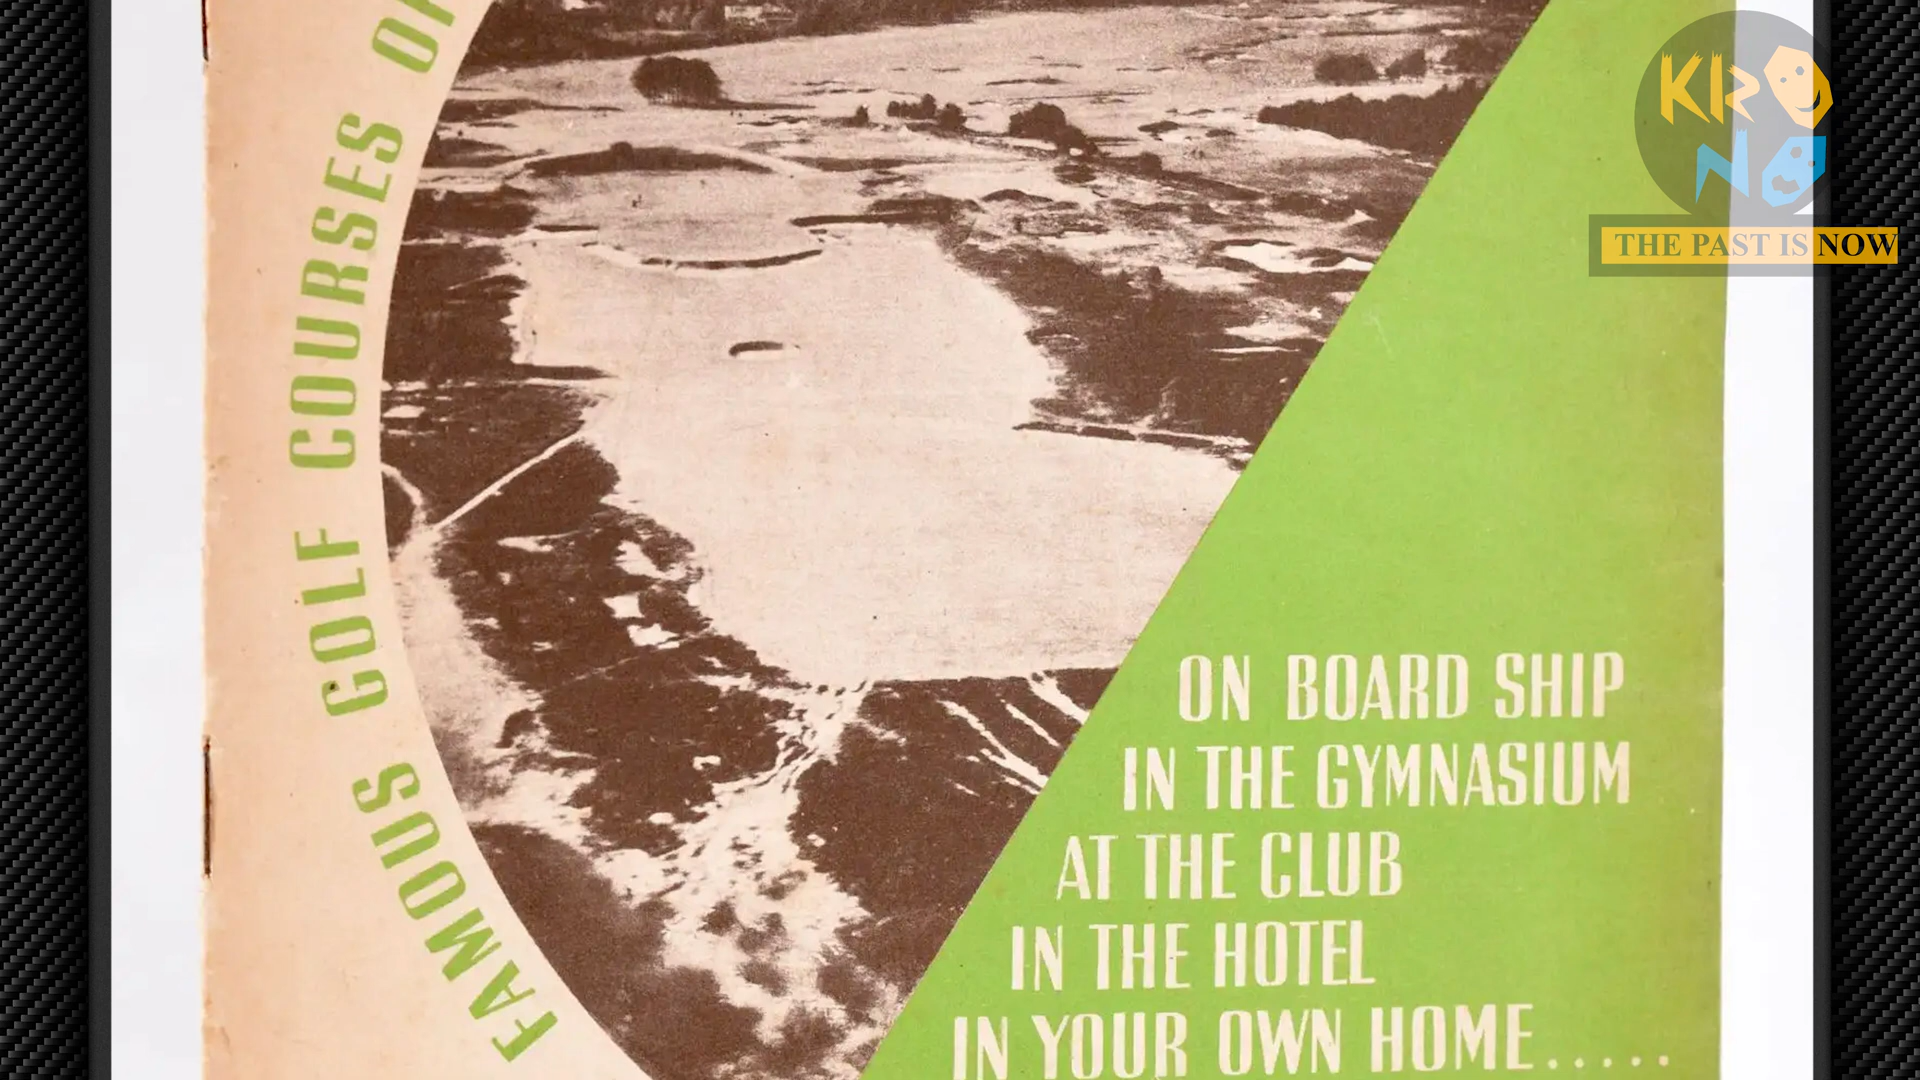 FAMOUS GOLF COURSES OF
KRONO
THE PAST IS NOW
ON BOARD SHIP
IN THE GYMNASIUM
AT THE CLUB
IN THE HOTEL
IN YOUR OWN HOME.....